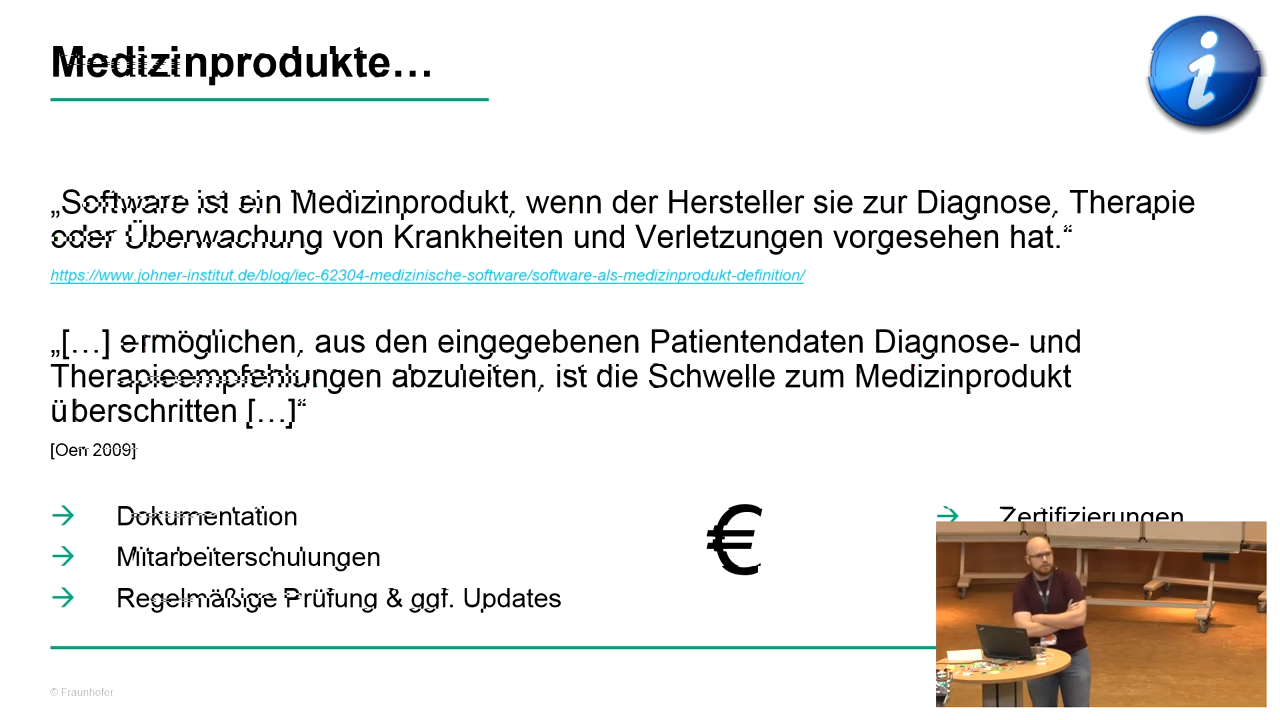 Medizinprodukte…
„Software ist ein Medizinprodukt, wenn der Hersteller sie zur Diagnose, Therapie
oder Überwachung von Krankheiten und Verletzungen vorgesehen hat.“
https://www.johner-institut.de/blog/iec-62304-medizinische-software/software-als-medizinprodukt-definition/
„[…] ermöglichen, aus den eingegebenen Patientendaten Diagnose- und
Therapieempfehlungen abzuleiten, ist die Schwelle zum Medizinprodukt
überschritten […]“
[Oen 2009]
→ Dokumentation
→ Mitarbeiterschulungen
→ Regelmäßige Prüfung & ggf. Updates
€
→ Zertifizierungen
© Fraunhofer